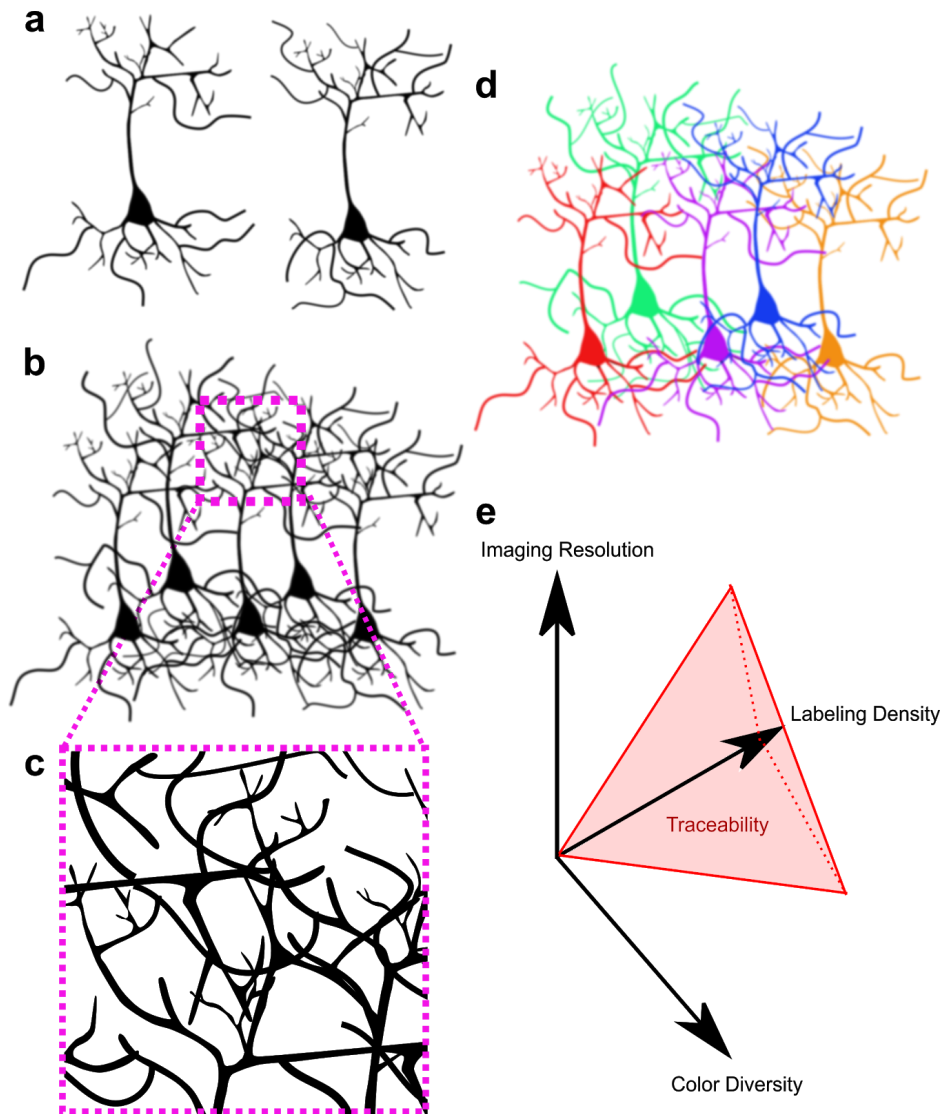 a
d
b
e
Imaging Resolution
Labeling Density
c
Traceability
Color Diversity